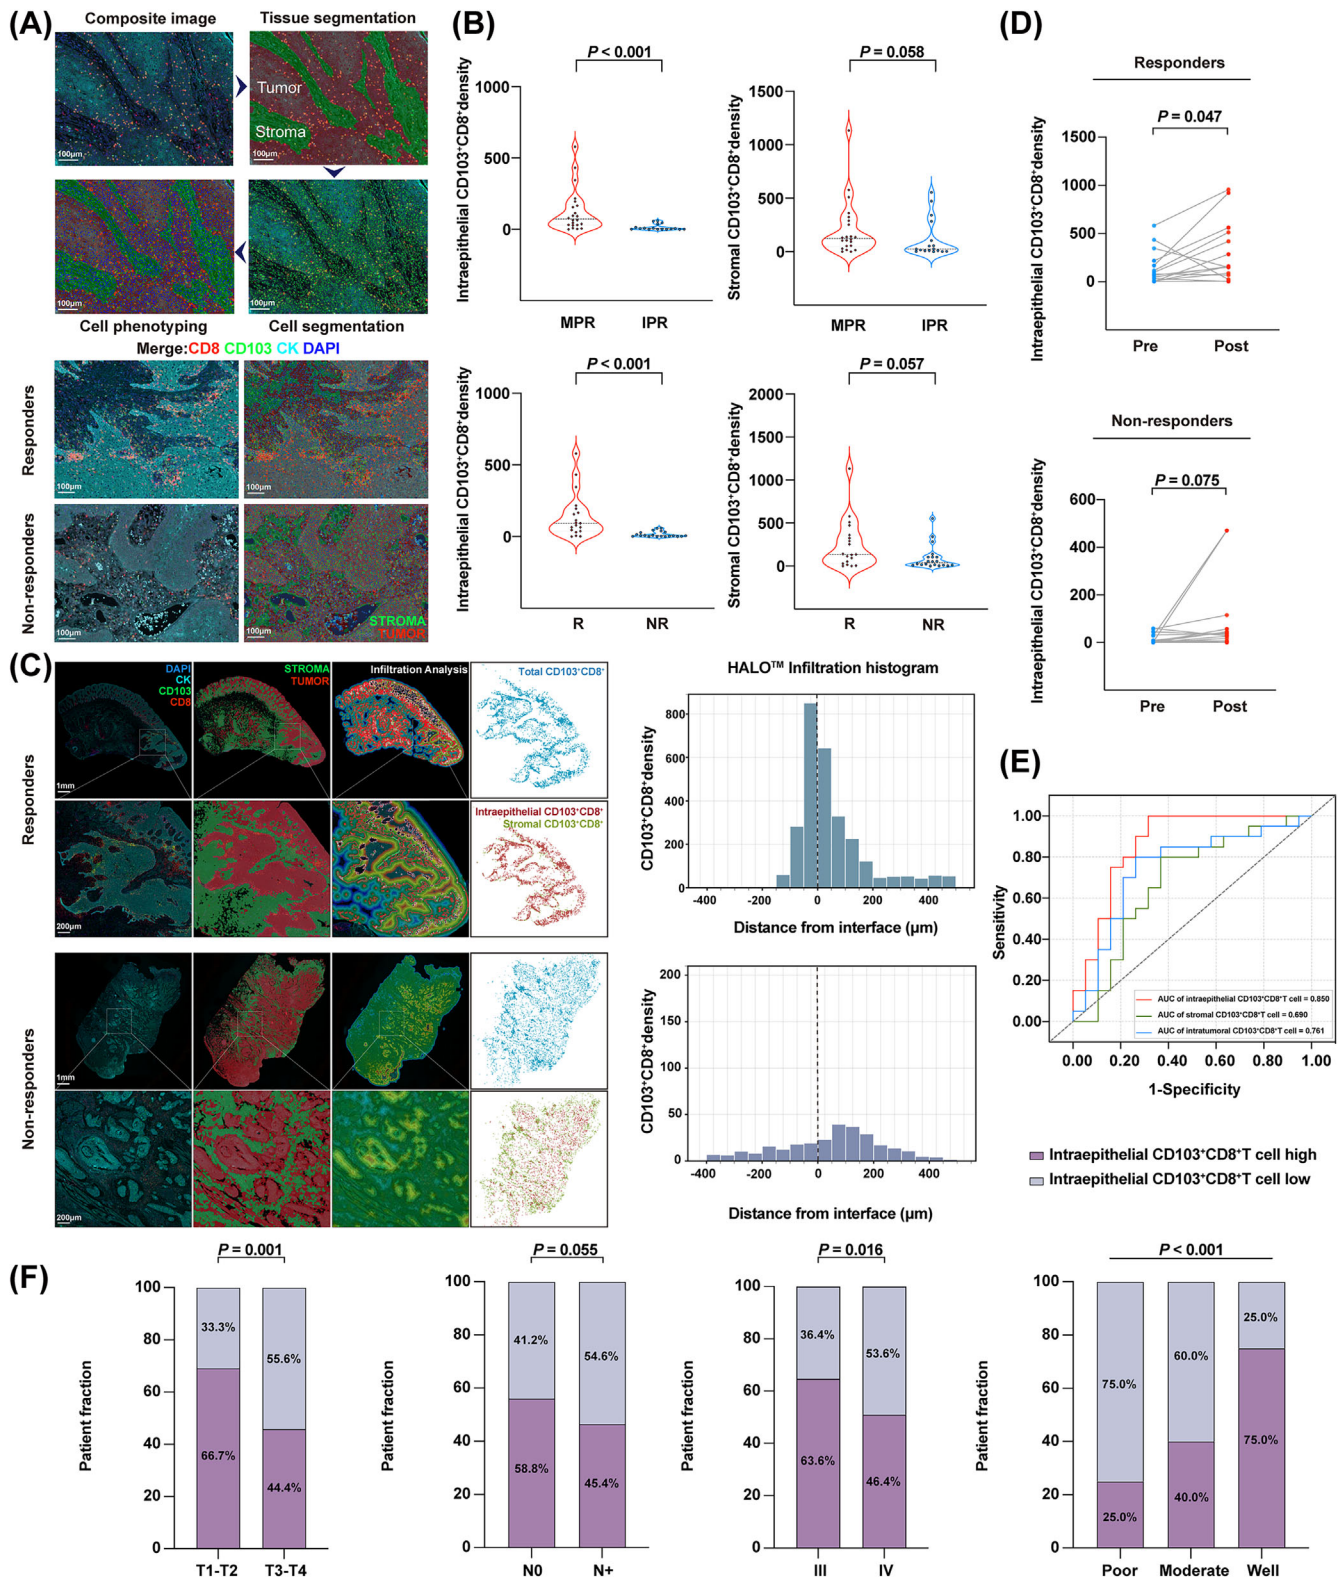 (A)
Composite image
Tissue segmentation
Tumor
Stroma
100μm
100μm
100μm
100μm
Cell phenotyping
Cell segmentation
Merge:CD8 CD103 CK DAPI
Responders
100μm
100μm
Non-responders
100μm
100μm
STROMA
TUMOR
(B)
P < 0.001
Intraepithelial CD103⁺CD8⁺density
1000
500
0
MPR
IPR
P = 0.058
Stromal CD103⁺CD8⁺density
1500
1000
500
0
MPR
IPR
P < 0.001
Intraepithelial CD103⁺CD8⁺density
1000
500
0
R
NR
P = 0.057
Stromal CD103⁺CD8⁺density
2000
1500
1000
500
0
R
NR
(C)
Responders
DAPI
CK
CD103
CD8
1mm
STROMA
TUMOR
Infiltration Analysis
Total CD103⁺CD8⁺
200μm
Intraepithelial CD103⁺CD8⁺
Stromal CD103⁺CD8⁺
Non-responders
1mm
200μm
HALO™ Infiltration histogram
CD103⁺CD8⁺density
800
600
400
200
0
-400
-200
0
200
400
Distance from interface (μm)
CD103⁺CD8⁺density
200
150
100
50
0
-400
-200
0
200
400
Distance from interface (μm)
(D)
Responders
P = 0.047
Intraepithelial CD103⁺CD8⁺density
1500
1000
500
0
Pre
Post
Non-responders
P = 0.075
Intraepithelial CD103⁺CD8⁺density
600
400
200
0
Pre
Post
(E)
Sensitivity
1.00
0.80
0.60
0.40
0.20
0.00
AUC of intraepithelial CD103⁺CD8⁺T cell = 0.850
AUC of stromal CD103⁺CD8⁺T cell = 0.690
AUC of intratumoral CD103⁺CD8⁺T cell = 0.761
0.00
0.20
0.40
0.60
0.80
1.00
1-Specificity
Intraepithelial CD103⁺CD8⁺T cell high
Intraepithelial CD103⁺CD8⁺T cell low
(F)
P = 0.001
Patient fraction
100
80
60
40
20
0
33.3%
55.6%
66.7%
44.4%
T1-T2
T3-T4
P = 0.055
Patient fraction
100
80
60
40
20
0
41.2%
54.6%
58.8%
45.4%
N0
N+
P = 0.016
Patient fraction
100
80
60
40
20
0
36.4%
53.6%
63.6%
46.4%
III
IV
P < 0.001
Patient fraction
100
80
60
40
20
0
75.0%
60.0%
25.0%
25.0%
40.0%
75.0%
Poor
Moderate
Well